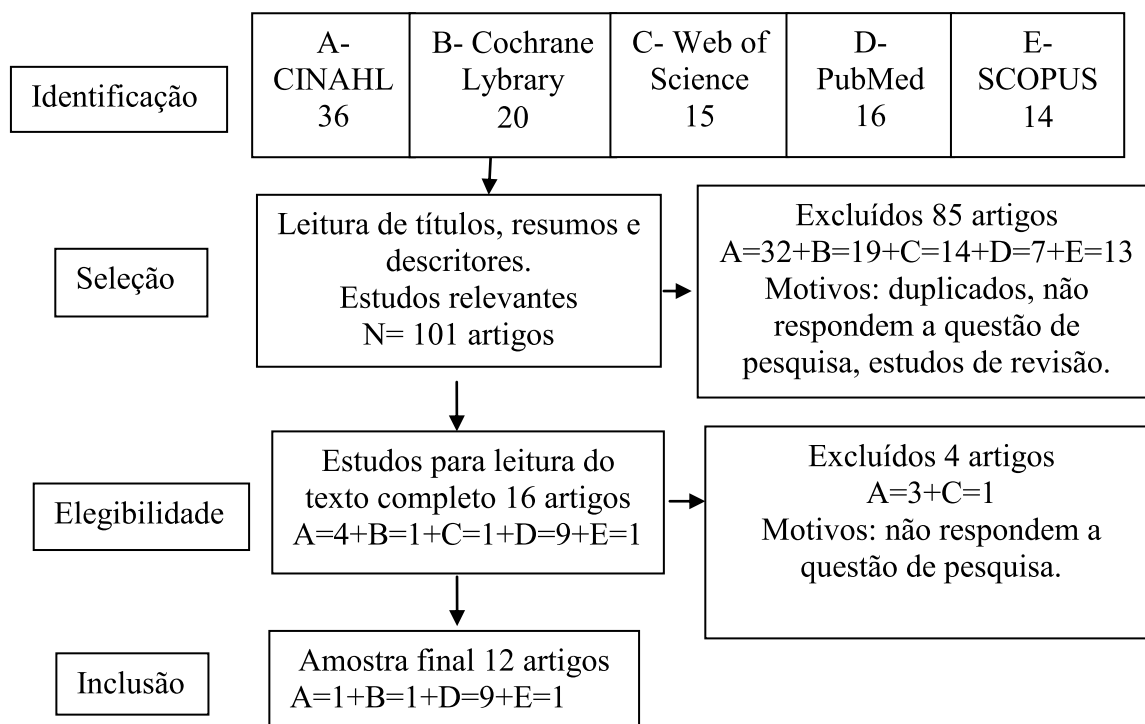 Identificação
A-
CINAHL
36
B- Cochrane
Lybrary
20
C- Web of
Science
15
D-
PubMed
16
E-
SCOPUS
14
Seleção
Leitura de títulos, resumos e
descritores.
Estudos relevantes
N= 101 artigos
Excluídos 85 artigos
A=32+B=19+C=14+D=7+E=13
Motivos: duplicados, não
respondem a questão de
pesquisa, estudos de revisão.
Elegibilidade
Estudos para leitura do
texto completo 16 artigos
A=4+B=1+C=1+D=9+E=1
Excluídos 4 artigos
A=3+C=1
Motivos: não respondem a
questão de pesquisa.
Inclusão
Amostra final 12 artigos
A=1+B=1+D=9+E=1